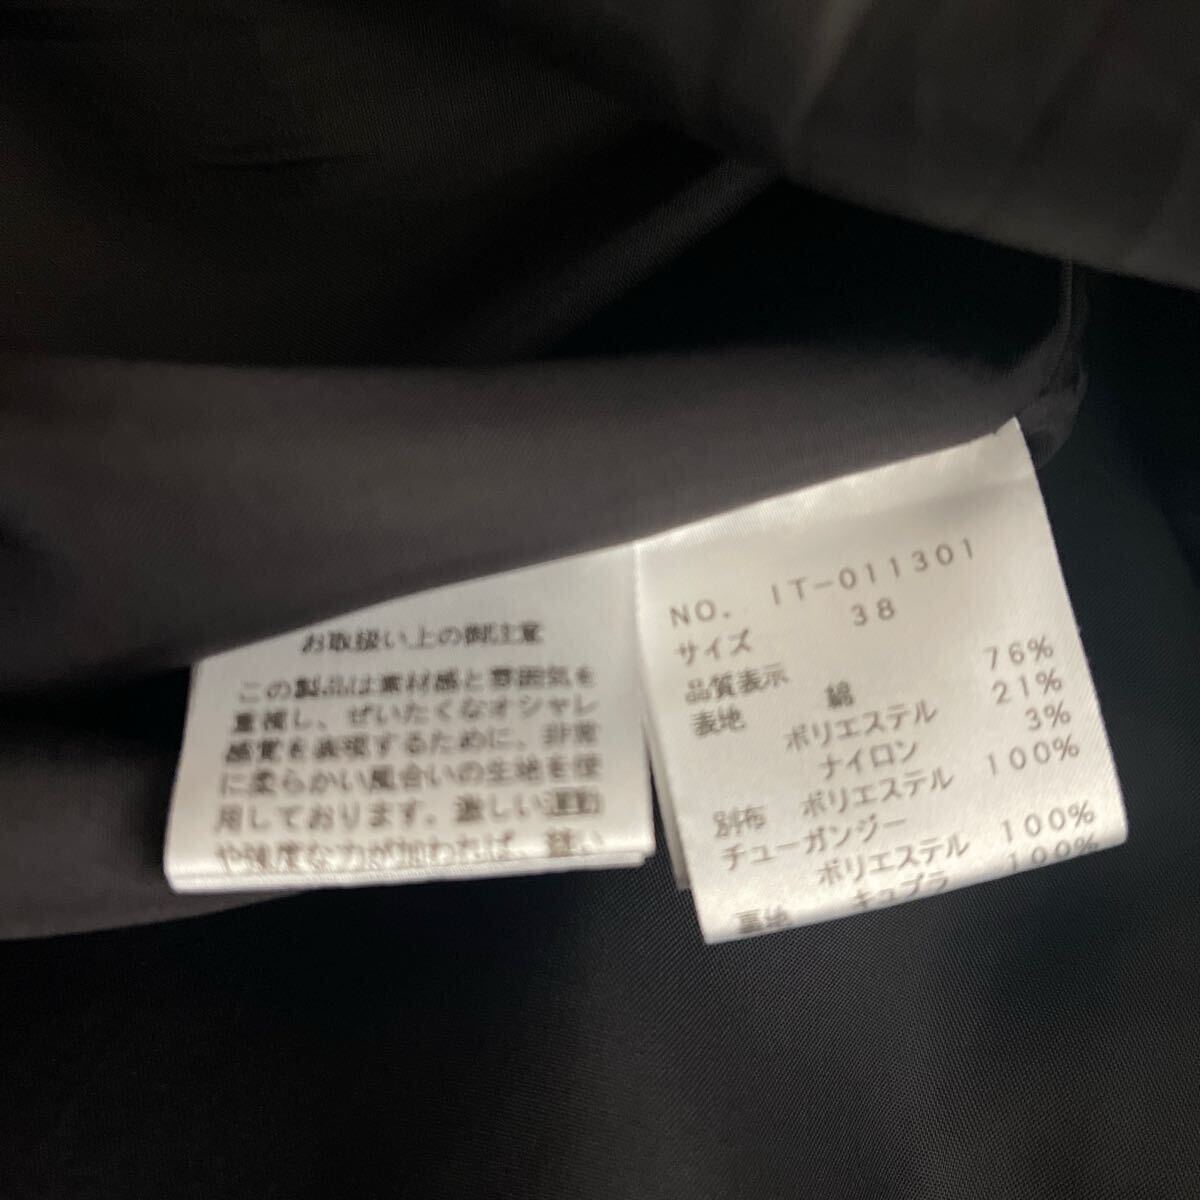 お取扱い上の御注意
この製品は素材感と雰囲気を
重視し、ぜいたくなオシャレ
感覚を表現するために、非常
に柔らかい風合いの生地を使
用しております。激しい運動
や強度な力が加われば、縫い
NO. IT-011301
サイズ 38
品質表示
表地 綿 76%
ポリエステル 21%
ナイロン 3%
別布 ポリエステル 100%
チューガンジー
ポリエステル 100%
裏地 キュプラ 100%